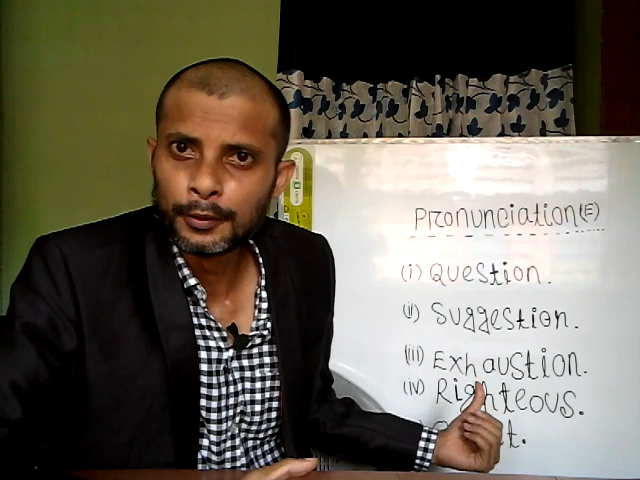 Pronunciation(E)
(i) Question.
(ii) Suggestion.
(iii) Exhaustion.
(iv) Righteous.